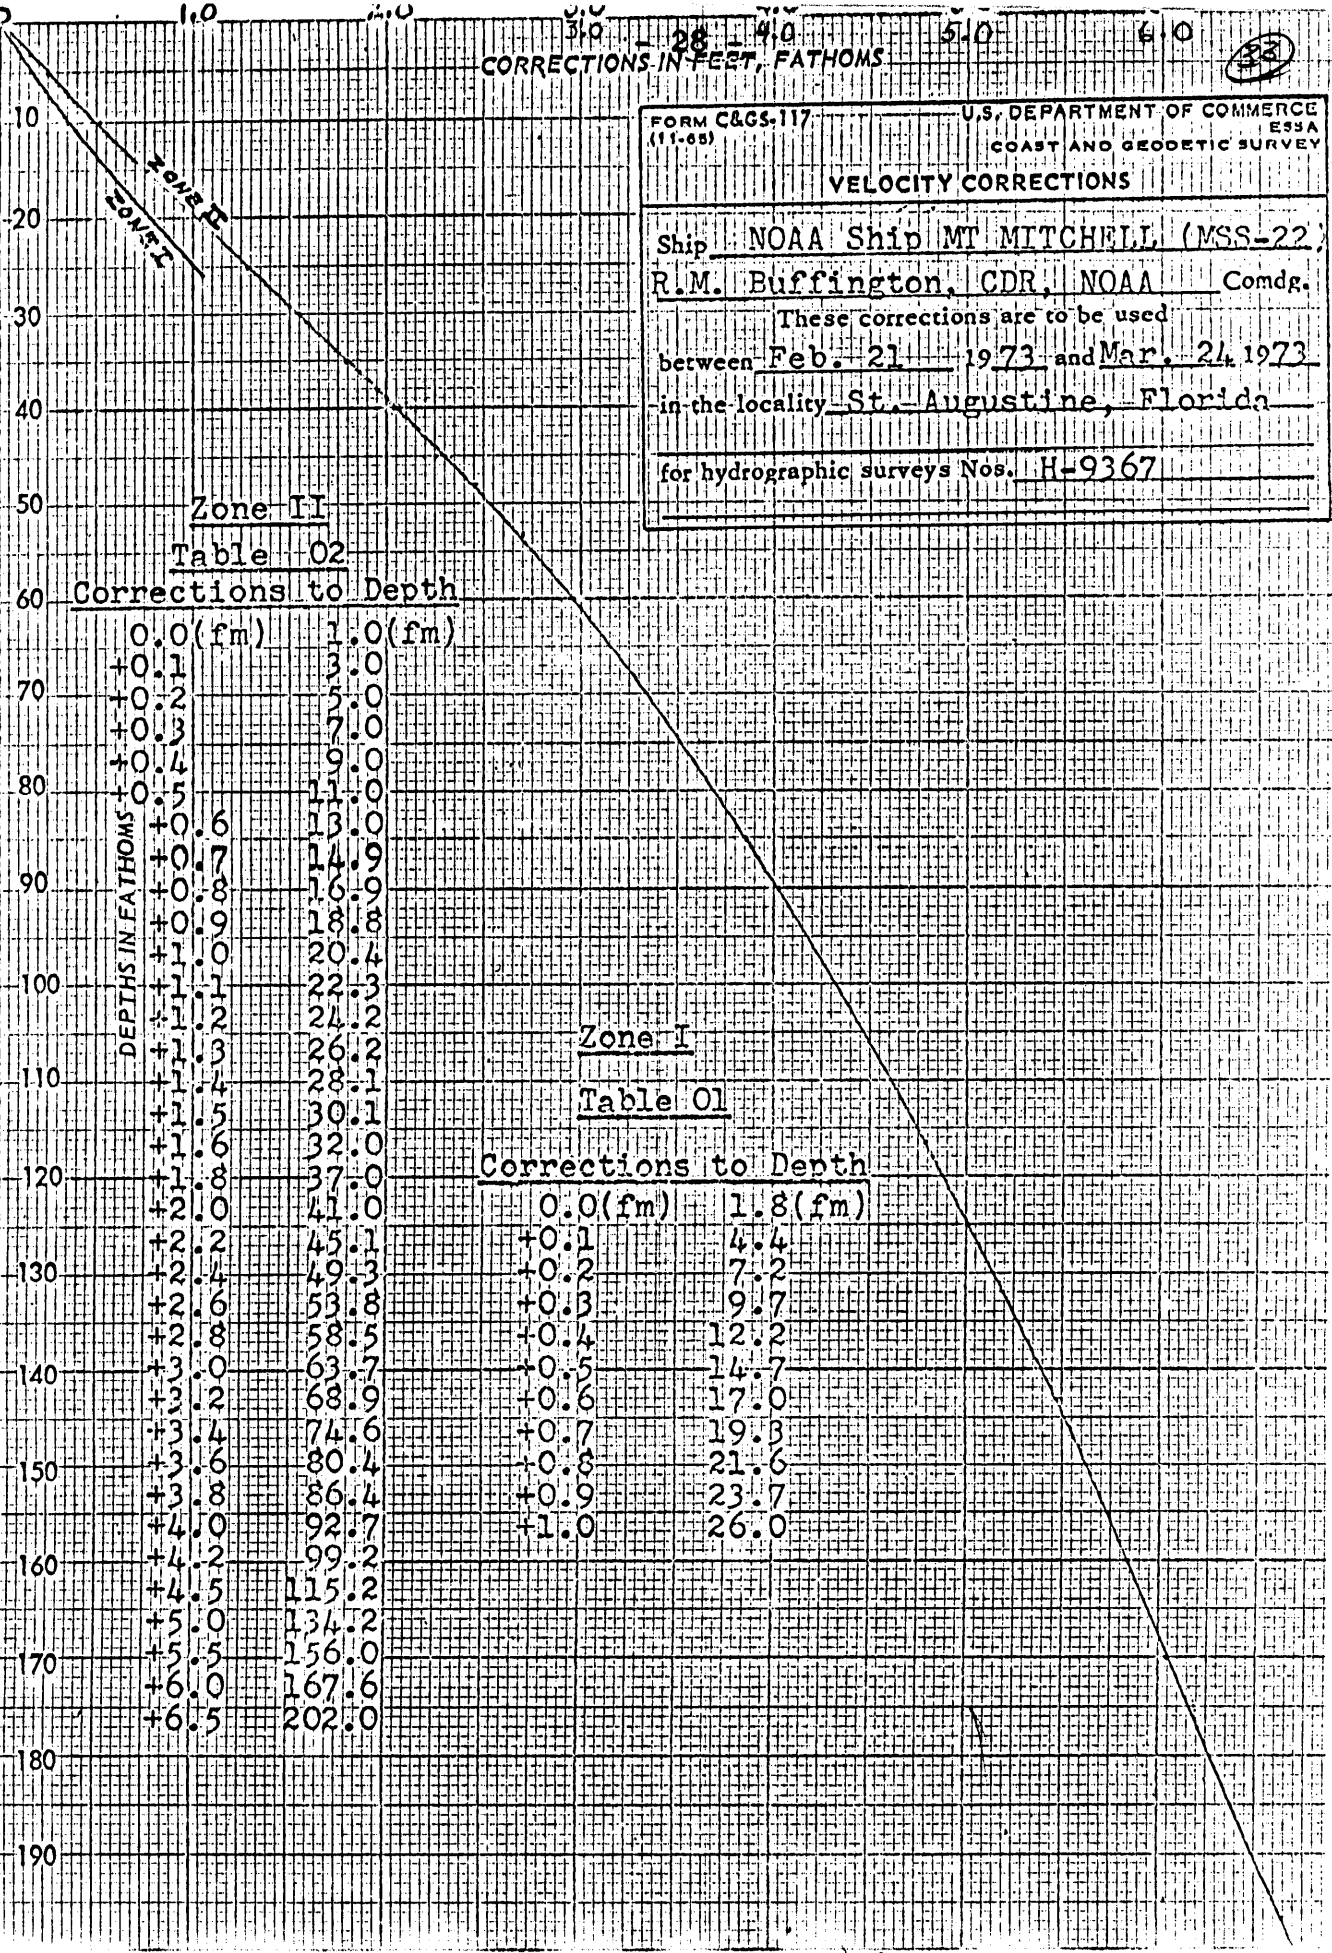 1.0 2.0 3.0 4.0 5.0 6.0
- 28 -
CORRECTIONS IN FEET, FATHOMS
33
FORM C&GS-117
(11-65)
U.S. DEPARTMENT OF COMMERCE
ESSA
COAST AND GEODETIC SURVEY
VELOCITY CORRECTIONS
Ship NOAA Ship MT MITCHELL (MSS-22)
R.M. Buffington, CDR, NOAA Comdg.
These corrections are to be used
between Feb. 21 1973 and Mar. 24 1973
in the locality St. Augustine, Florida
for hydrographic surveys Nos. H-9367
ZONE II
ZONE I
10
20
30
40
50
60
70
80
90
100
110
120
130
140
150
160
170
180
190
DEPTHS IN FATHOMS
Zone II
Table 02
Corrections to Depth
0.0(fm) 1.0(fm)
+0.1 3.0
+0.2 5.0
+0.3 7.0
+0.4 9.0
+0.5 11.0
+0.6 13.0
+0.7 14.9
+0.8 16.9
+0.9 18.8
+1.0 20.4
+1.1 22.3
+1.2 24.2
+1.3 26.2
+1.4 28.1
+1.5 30.1
+1.6 32.0
+1.8 37.0
+2.0 41.0
+2.2 45.1
+2.4 49.3
+2.6 53.8
+2.8 58.5
+3.0 63.7
+3.2 68.9
+3.4 74.6
+3.6 80.4
+3.8 86.4
+4.0 92.7
+4.2 99.2
+4.5 115.2
+5.0 134.2
+5.5 156.0
+6.0 167.6
+6.5 202.0
Zone I
Table 01
Corrections to Depth
0.0(fm) 1.8(fm)
+0.1 4.4
+0.2 7.2
+0.3 9.7
+0.4 12.2
+0.5 14.7
+0.6 17.0
+0.7 19.3
+0.8 21.6
+0.9 23.7
+1.0 26.0